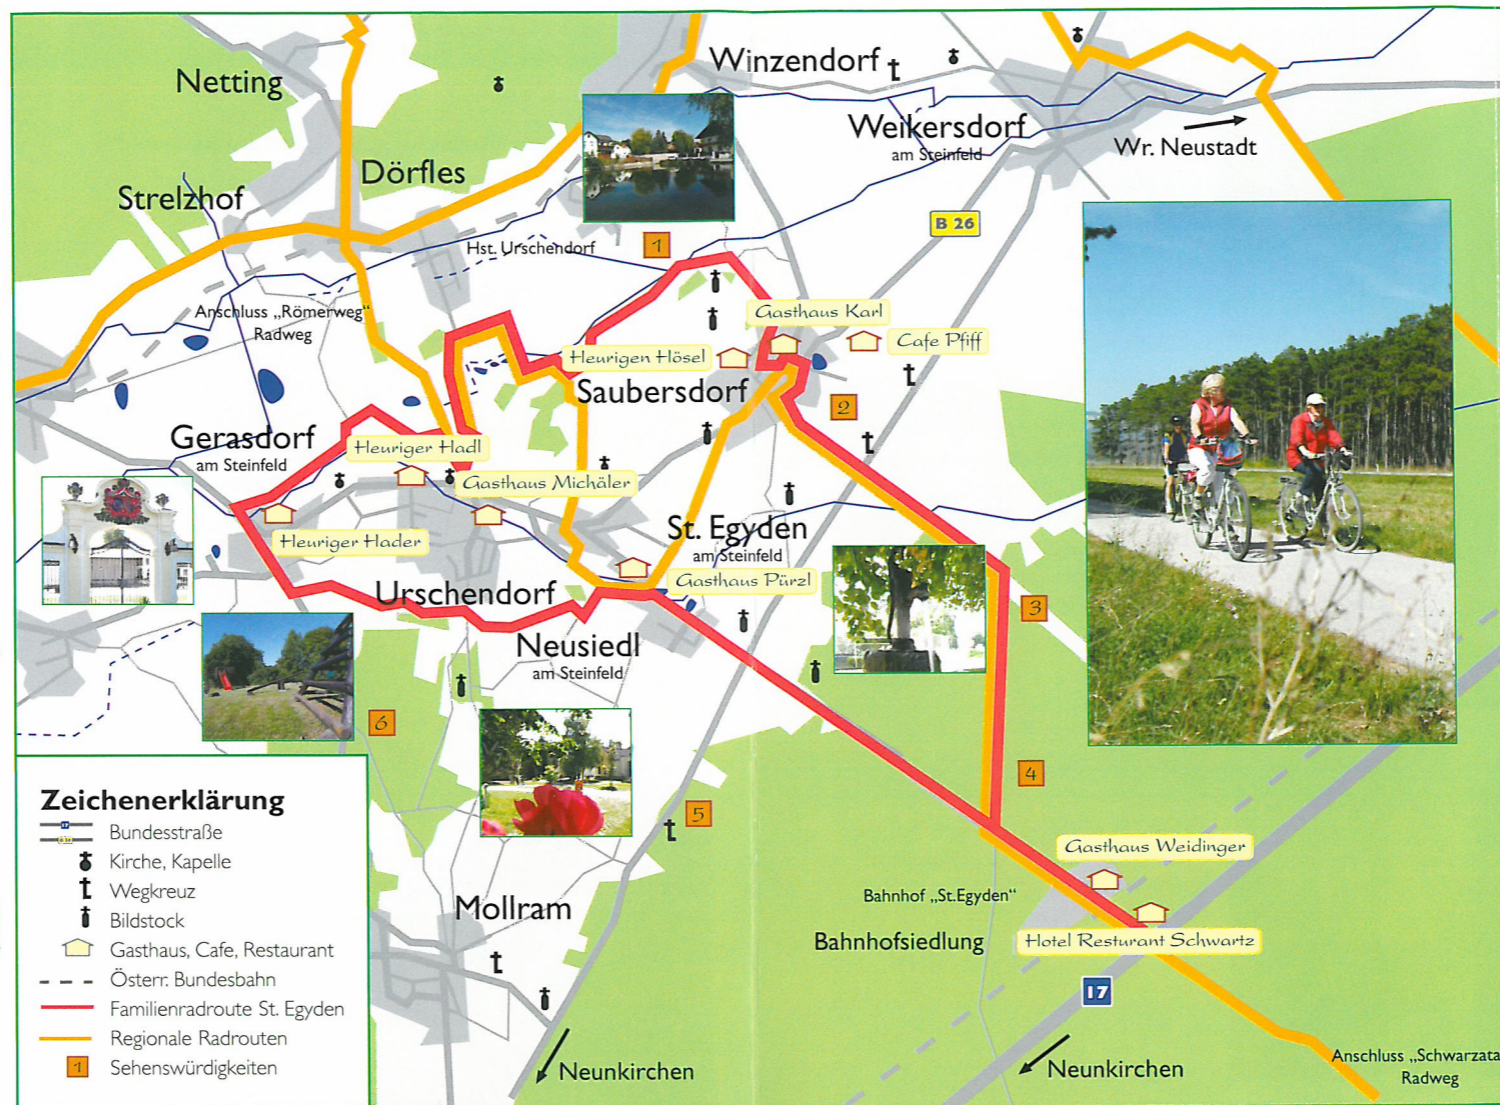 Netting
Winzendorf
Weikersdorf
am Steinfeld
Wr. Neustadt
Dörfles
Strelzhof
B 26
Hst. Urschendorf
1
Anschluss „Römerweg"
Radweg
Gasthaus Karl
Cafe Pfiff
Heurigen Hösel
Saubersdorf
2
Gerasdorf
am Steinfeld
Heuriger Hadl
Gasthaus Michäler
Heuriger Hader
St. Egyden
am Steinfeld
Gasthaus Pürzl
Urschendorf
3
Neusiedl
am Steinfeld
6
4
5
Gasthaus Weidinger
Bahnhof „St.Egyden"
Bahnhofsiedlung
Hotel Resturant Schwartz
17
Mollram
Neunkirchen
Neunkirchen
Anschluss „Schwarzata
Radweg
Zeichenerklärung
17
Bundesstraße
Kirche, Kapelle
Wegkreuz
Bildstock
Gasthaus, Cafe, Restaurant
Österr. Bundesbahn
Familienradroute St. Egyden
Regionale Radrouten
1 Sehenswürdigkeiten